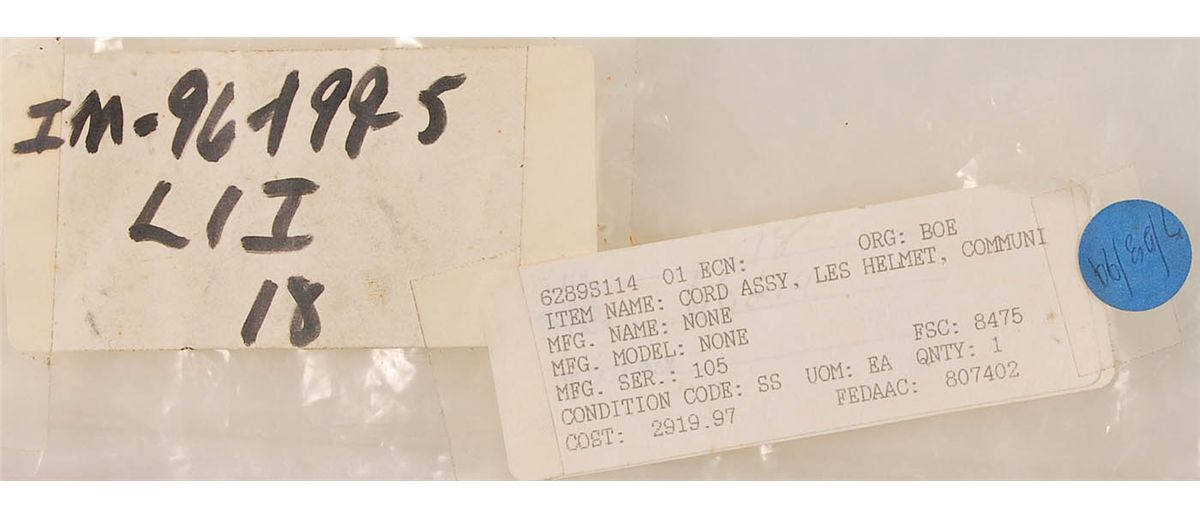 IM-961995
LII
18
ORG: BOE
6289S114 01 ECN:
ITEM NAME: CORD ASSY, LES HELMET, COMMUNI
MFG. NAME: NONE
MFG. MODEL: NONE
MFG. SER.: 105 FSC: 8475
CONDITION CODE: SS UOM: EA QNTY: 1
COST: 2919.97 FEDAAC: 807402